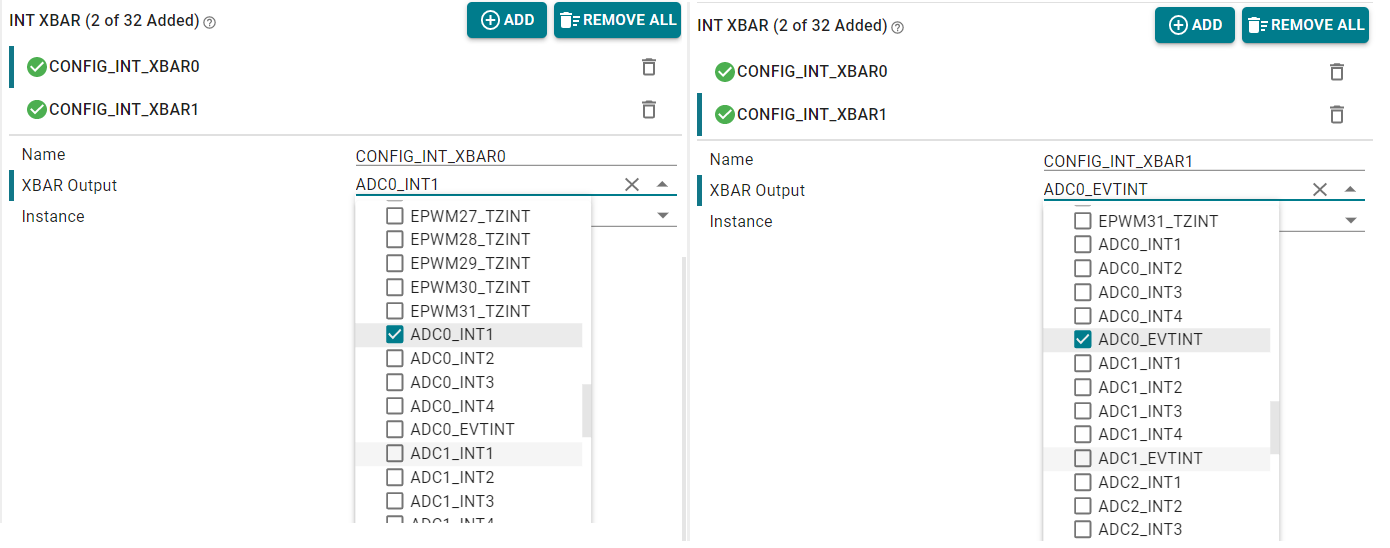 INT XBAR (2 of 32 Added)
ADD
REMOVE ALL
CONFIG_INT_XBAR0
CONFIG_INT_XBAR1
Name
CONFIG_INT_XBAR0
XBAR Output
ADC0_INT1
Instance
EPWM27_TZINT
EPWM28_TZINT
EPWM29_TZINT
EPWM30_TZINT
EPWM31_TZINT
ADC0_INT1
ADC0_INT2
ADC0_INT3
ADC0_INT4
ADC0_EVTINT
ADC1_INT1
ADC1_INT2
ADC1_INT3
ADC1_INT4
INT XBAR (2 of 32 Added)
ADD
REMOVE ALL
CONFIG_INT_XBAR0
CONFIG_INT_XBAR1
Name
CONFIG_INT_XBAR1
XBAR Output
ADC0_EVTINT
Instance
EPWM31_TZINT
ADC0_INT1
ADC0_INT2
ADC0_INT3
ADC0_INT4
ADC0_EVTINT
ADC1_INT1
ADC1_INT2
ADC1_INT3
ADC1_INT4
ADC1_EVTINT
ADC2_INT1
ADC2_INT2
ADC2_INT3